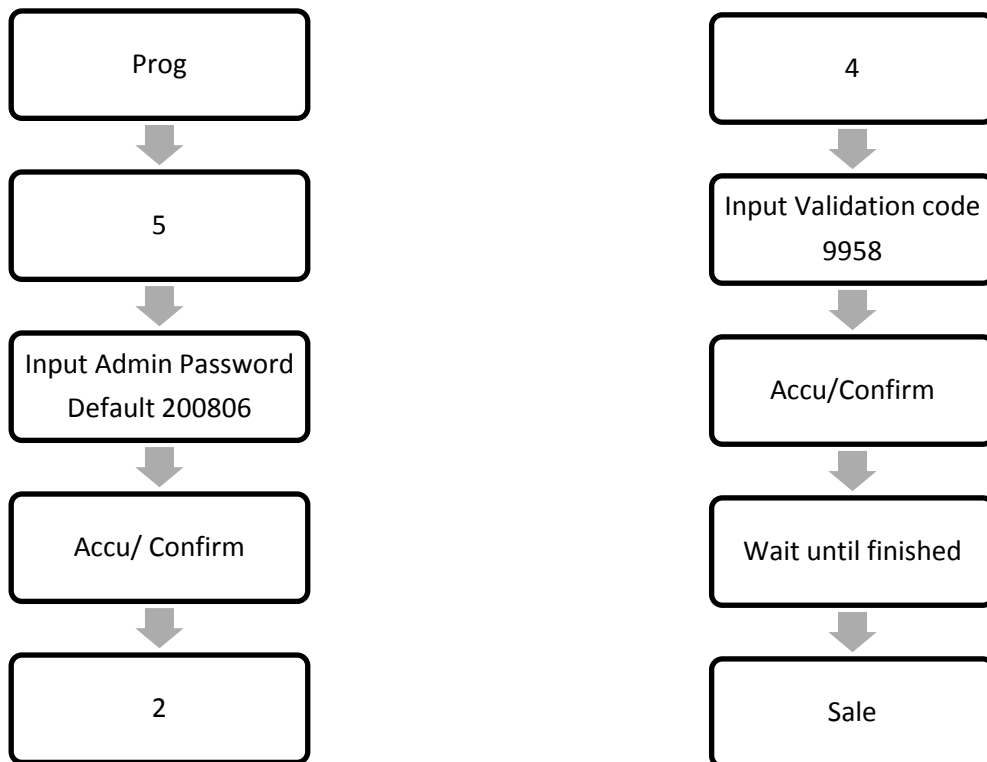 Prog
5
Input Admin Password
Default 200806
Accu/ Confirm
2
4
Input Validation code
9958
Accu/Confirm
Wait until finished
Sale